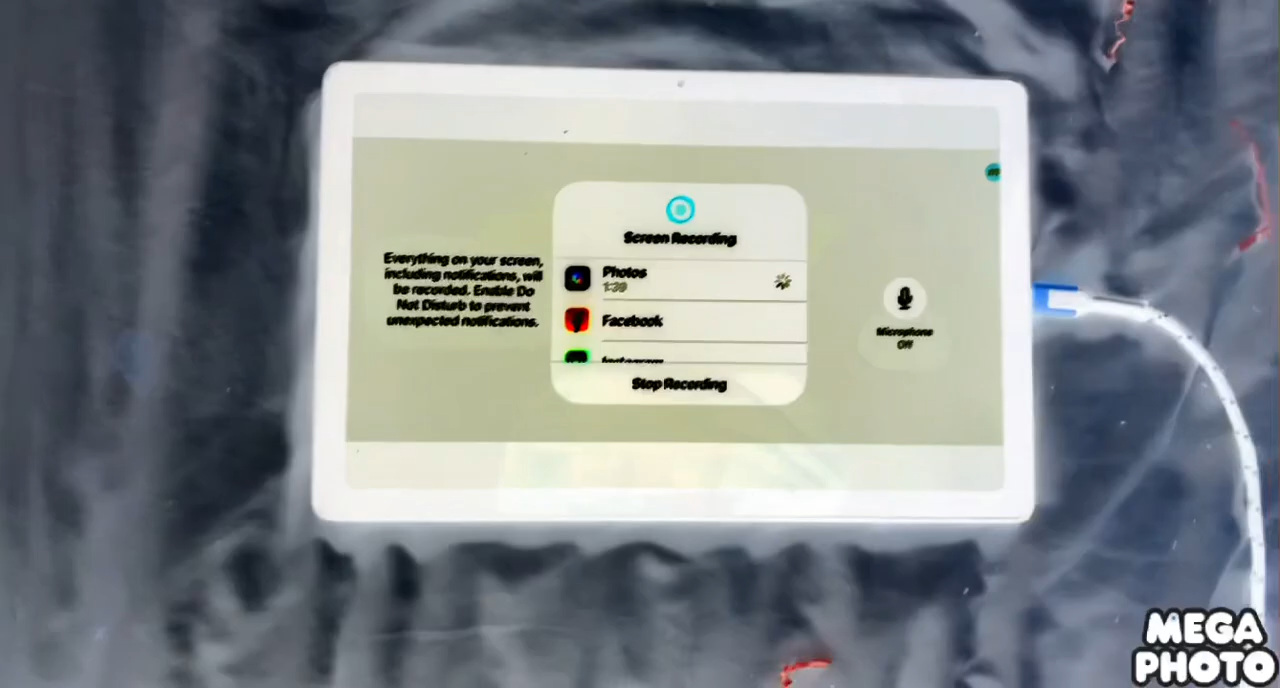 Screen Recording
Everything on your screen,
including notifications, will
be recorded. Enable Do
Not Disturb to prevent
unexpected notifications.
Photos
1:39
Facebook
Instagram
Stop Recording
Microphone
Off
MEGA
PHOTO